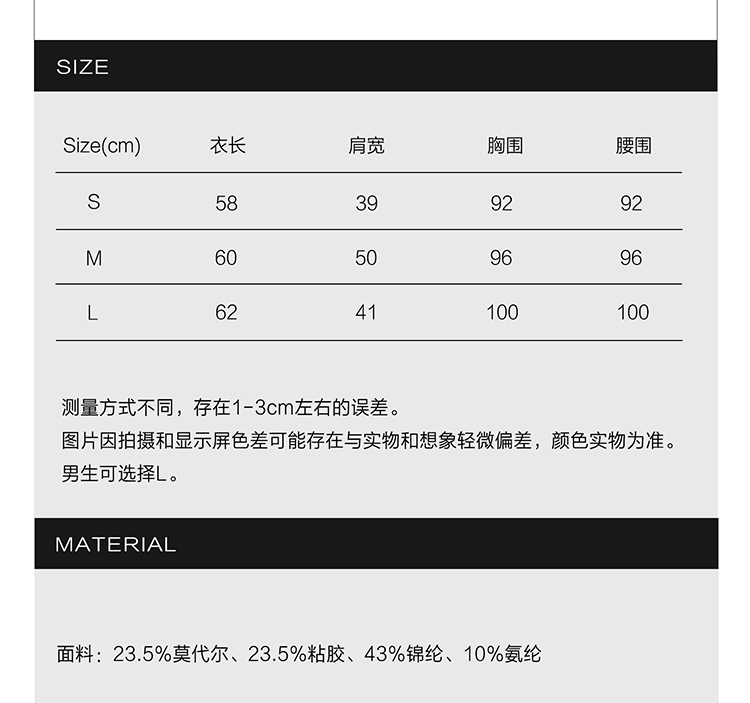 SIZE
Size(cm) 衣长 肩宽 胸围 腰围
S 58 39 92 92
M 60 50 96 96
L 62 41 100 100
测量方式不同，存在1-3cm左右的误差。
图片因拍摄和显示屏色差可能存在与实物和想象轻微偏差，颜色实物为准。
男生可选择L。
MATERIAL
面料：23.5%莫代尔、23.5%粘胶、43%锦纶、10%氨纶